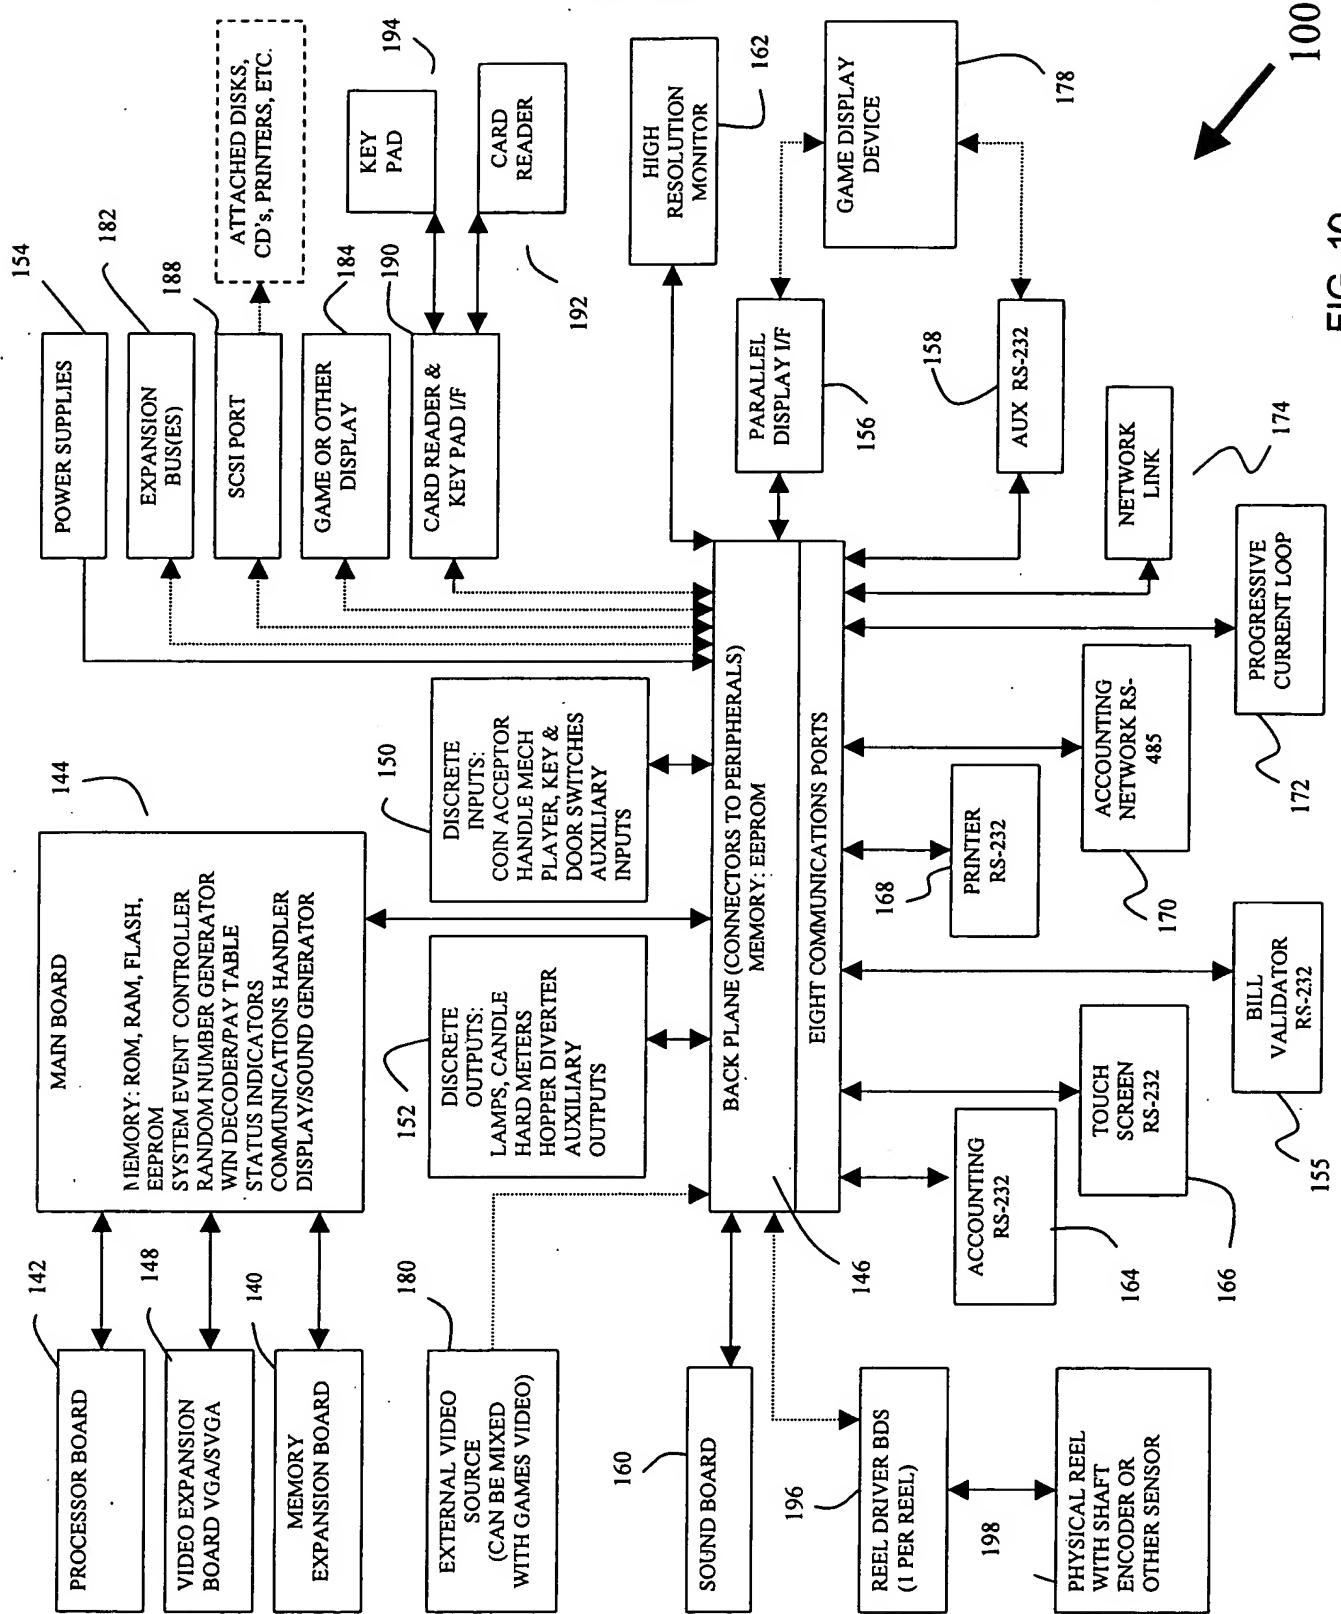 142
PROCESSOR BOARD
148
VIDEO EXPANSION
BOARD VGA/SVGA
140
MEMORY
EXPANSION BOARD
144
MAIN BOARD
MEMORY: ROM, RAM, FLASH,
EEPROM
SYSTEM EVENT CONTROLLER
RANDOM NUMBER GENERATOR
WIN DECODER/PAY TABLE
STATUS INDICATORS
COMMUNICATIONS HANDLER
DISPLAY/SOUND GENERATOR
154
POWER SUPPLIES
182
EXPANSION
BUS(ES)
188
SCSI PORT
ATTACHED DISKS,
CD's, PRINTERS, ETC.
184
GAME OR OTHER
DISPLAY
190
CARD READER &
KEY PAD I/F
194
KEY
PAD
CARD
READER
192
180
EXTERNAL VIDEO
SOURCE
(CAN BE MIXED
WITH GAMES VIDEO)
152
DISCRETE
OUTPUTS:
LAMPS, CANDLE
HARD METERS
HOPPER DIVERTER
AUXILIARY
OUTPUTS
150
DISCRETE
INPUTS:
COIN ACCEPTOR
HANDLE MECH
PLAYER, KEY &
DOOR SWITCHES
AUXILIARY
INPUTS
HIGH
RESOLUTION
MONITOR
162
160
SOUND BOARD
BACK PLANE (CONNECTORS TO PERIPHERALS)
MEMORY: EEPROM
EIGHT COMMUNICATIONS PORTS
146
PARALLEL
DISPLAY I/F
156
GAME DISPLAY
DEVICE
178
196
REEL DRIVER BDS
(1 PER REEL)
198
PHYSICAL REEL
WITH SHAFT
ENCODER OR
OTHER SENSOR
ACCOUNTING
RS-232
164
TOUCH
SCREEN
RS-232
166
BILL
VALIDATOR
RS-232
155
168
PRINTER
RS-232
ACCOUNTING
NETWORK RS-
485
170
PROGRESSIVE
CURRENT LOOP
172
158
AUX RS-232
NETWORK
LINK
174
100